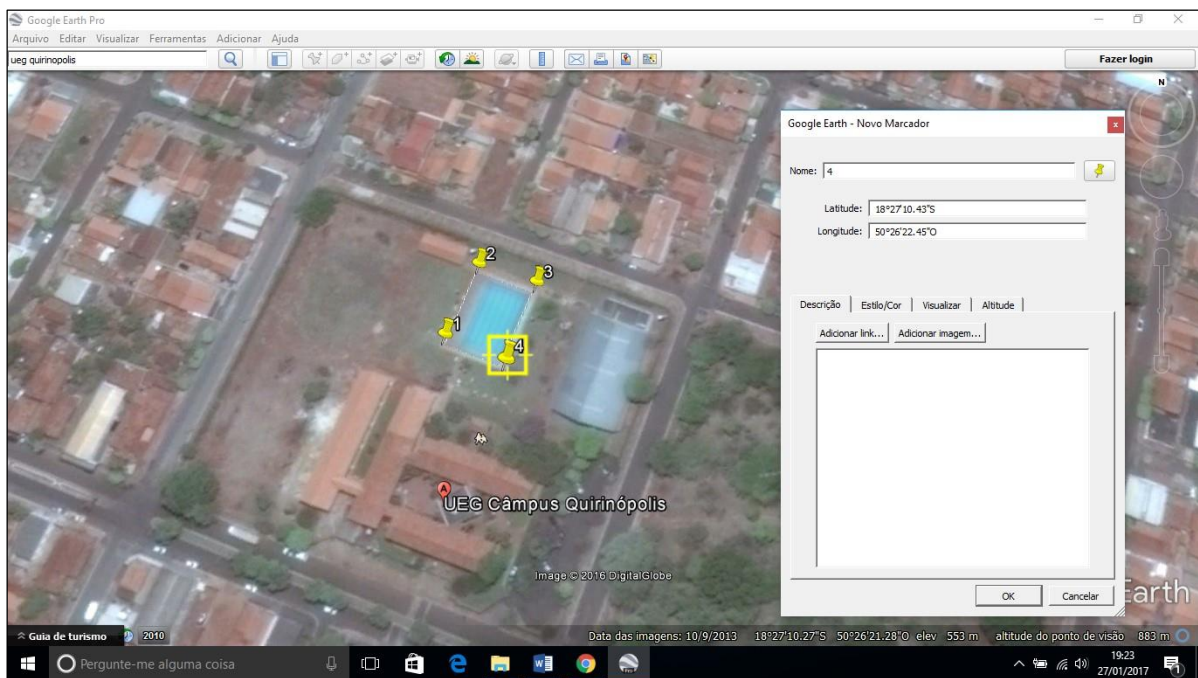 Google Earth Pro
Arquivo Editar Visualizar Ferramentas Adicionar Ajuda
ueg quirinopolis
Fazer login
N
Google Earth - Novo Marcador
x
Nome: 4
Latitude: 18°27'10.43"S
Longitude: 50°26'22.45"O
Descrição Estilo/Cor Visualizar Altitude
Adicionar link... Adicionar imagem...
2
3
1
4
A
UEG Câmpus Quirinópolis
Image © 2016 DigitalGlobe
OK Cancelar
Earth
Guia de turismo 2010
Data das imagens: 10/9/2013 18°27'10.27"S 50°26'21.28"O elev 553 m altitude do ponto de visão 883 m
Pergunte-me alguma coisa
19:23
27/01/2017